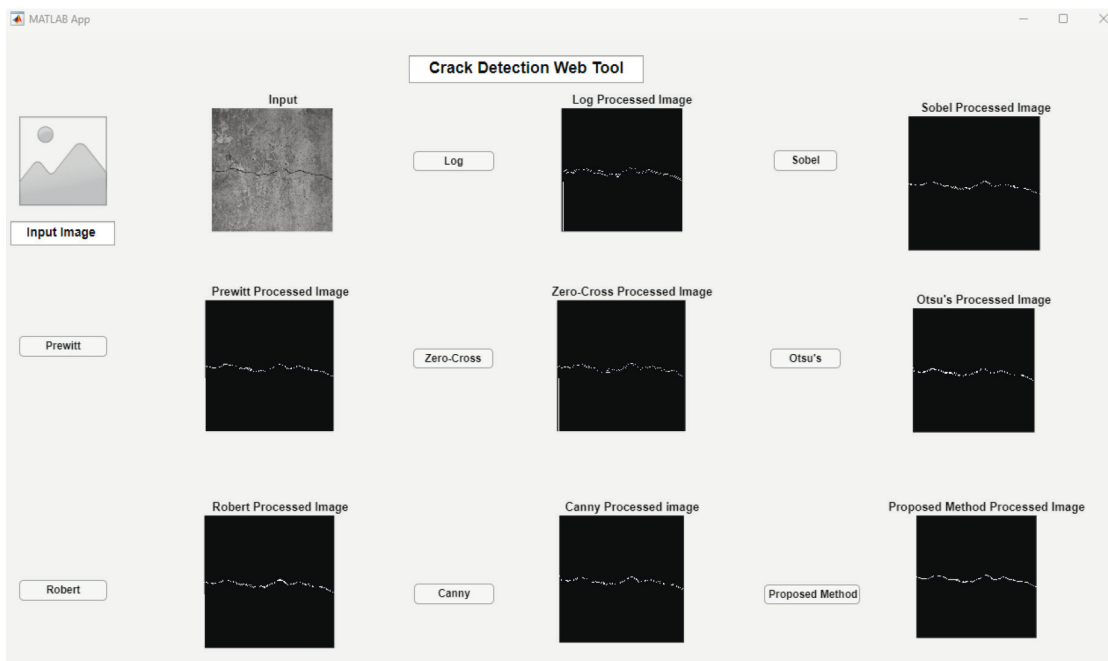 MATLAB App
Crack Detection Web Tool
Input
Log Processed Image
Sobel Processed Image
Log
Sobel
Input Image
Prewitt Processed Image
Zero-Cross Processed Image
Otsu's Processed Image
Prewitt
Zero-Cross
Otsu's
Robert Processed Image
Canny Processed image
Proposed Method Processed Image
Robert
Canny
Proposed Method